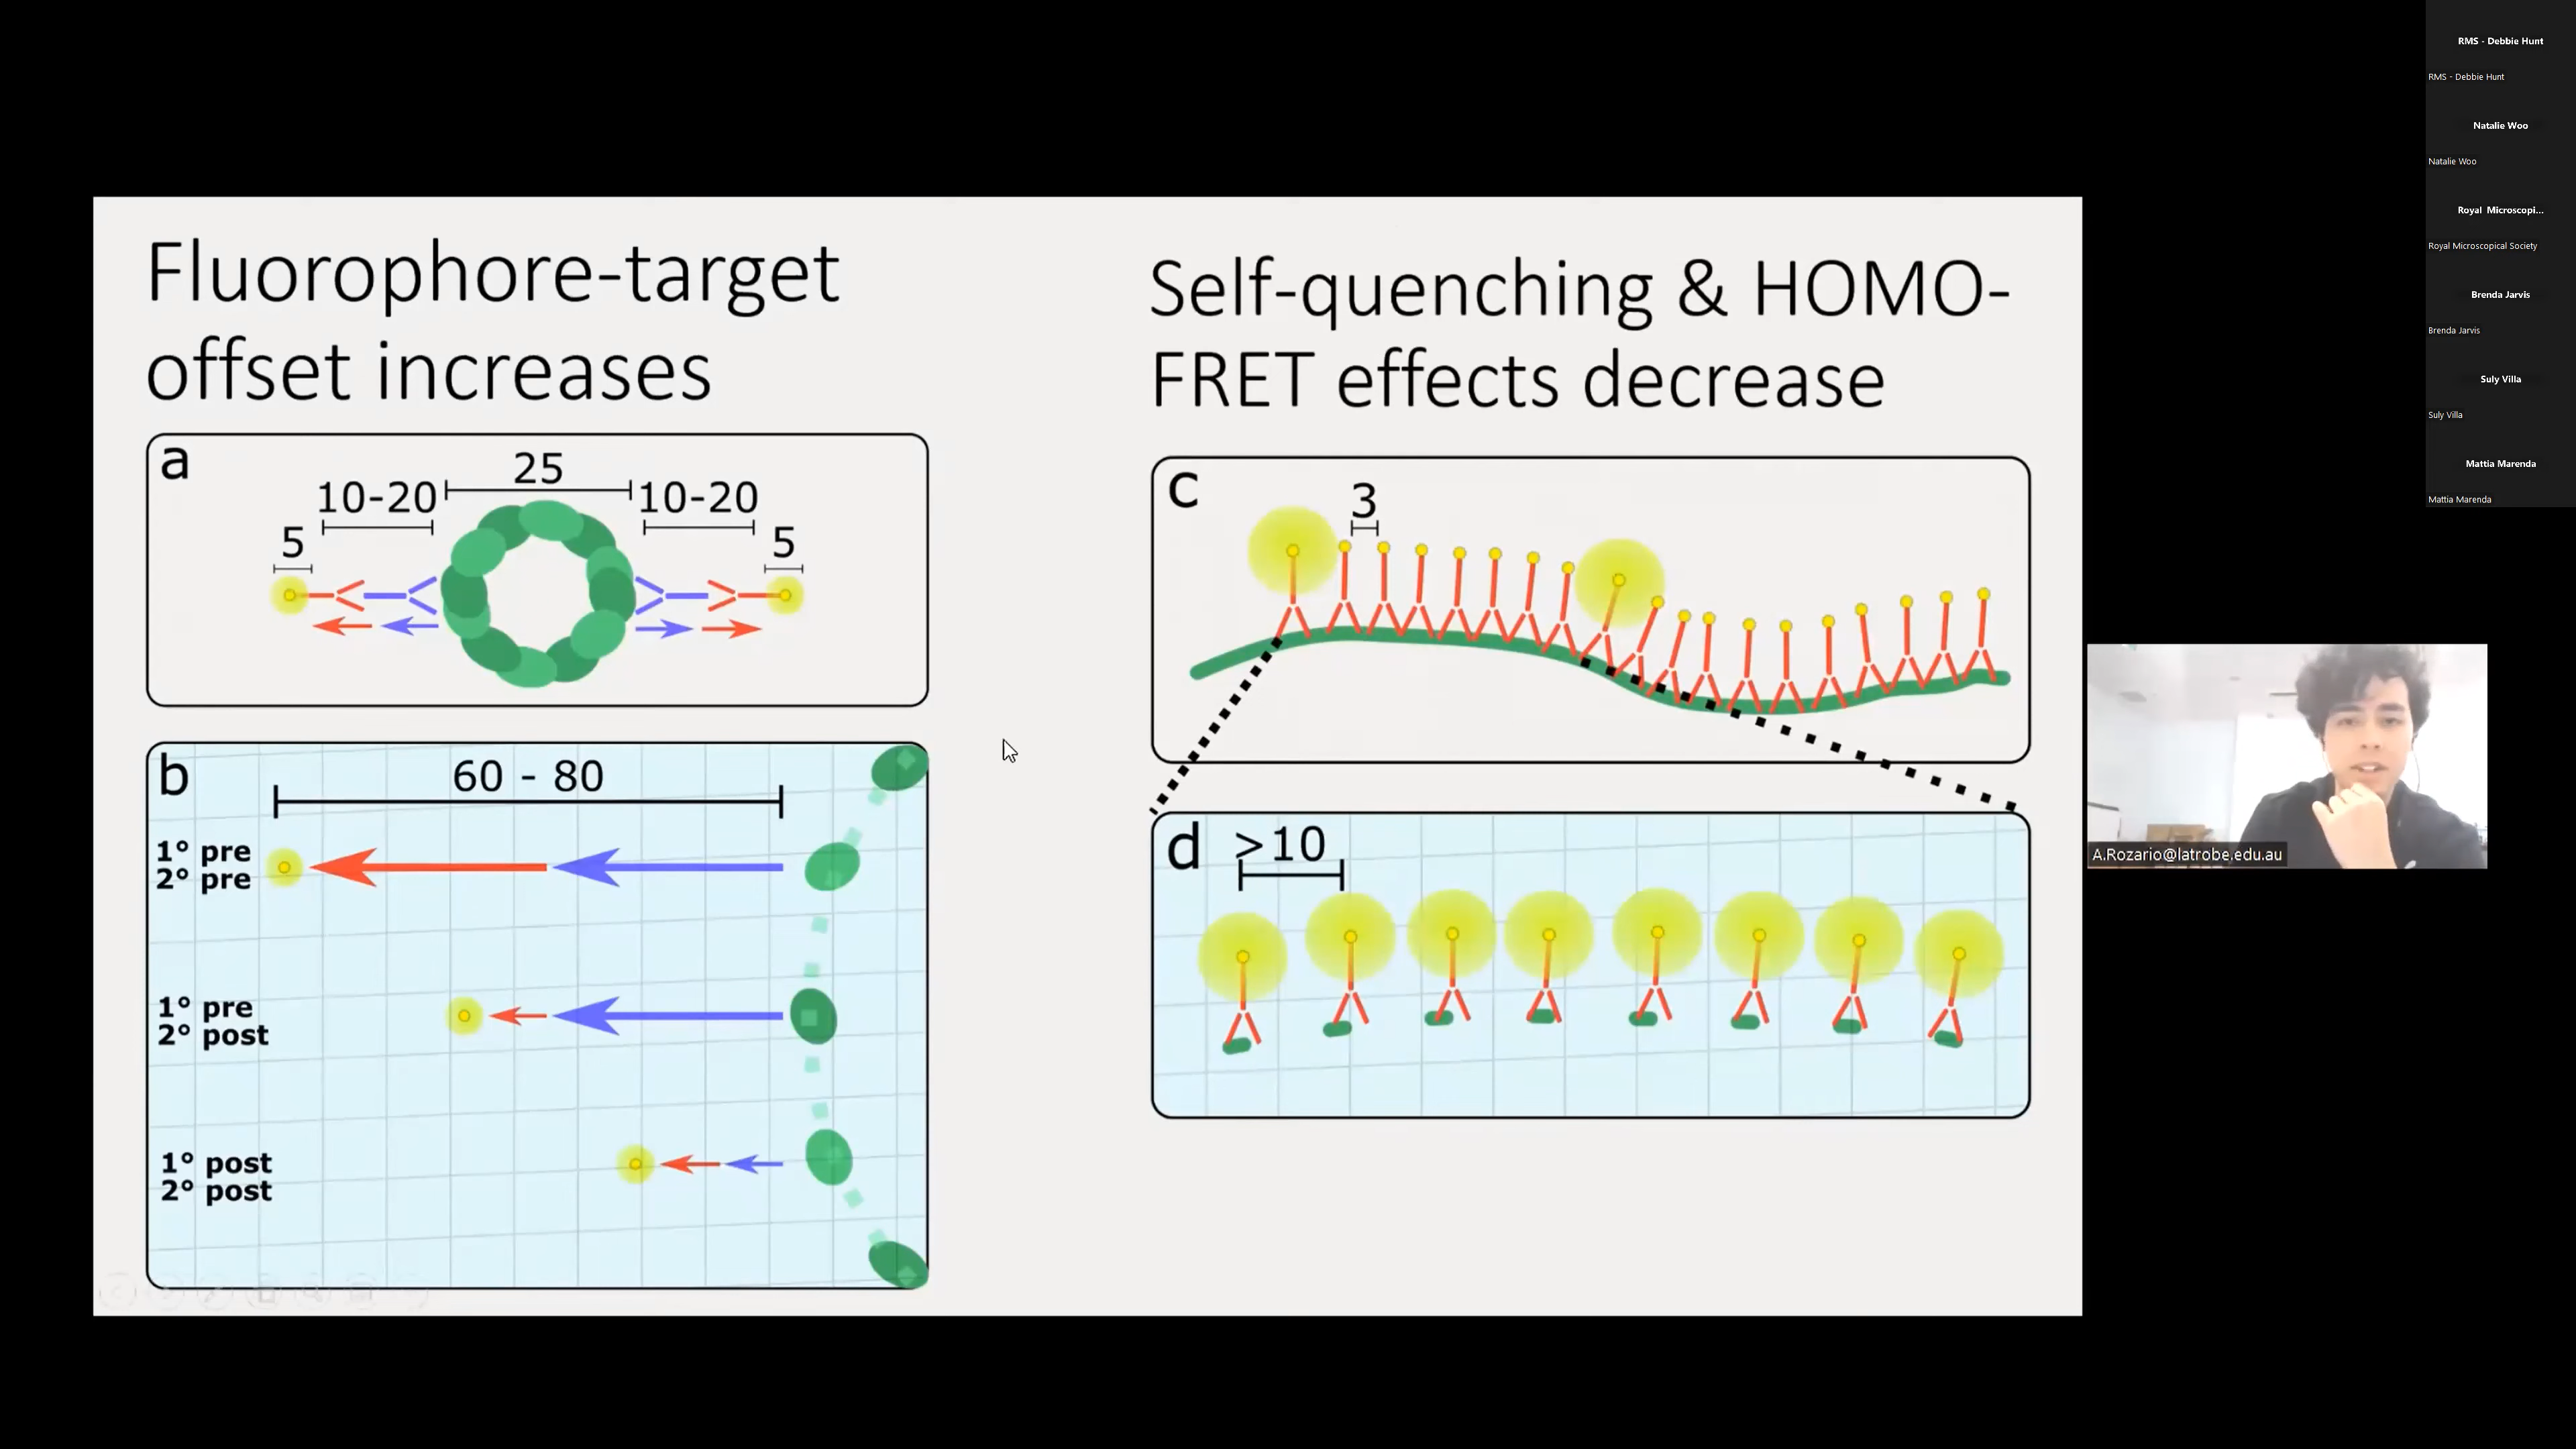 Fluorophore-target
offset increases
a
25
10-20
10-20
5
5
b
60 - 80
1° pre
2° pre
1° pre
2° post
1° post
2° post
Self-quenching & HOMO-
FRET effects decrease
c
3
d
>10
A.Rozario@latrobe.edu.au
RMS - Debbie Hunt
RMS - Debbie Hunt
Natalie Woo
Natalie Woo
Royal Microscopi...
Royal Microscopical Society
Brenda Jarvis
Brenda Jarvis
Suly Villa
Suly Villa
Mattia Marenda
Mattia Marenda